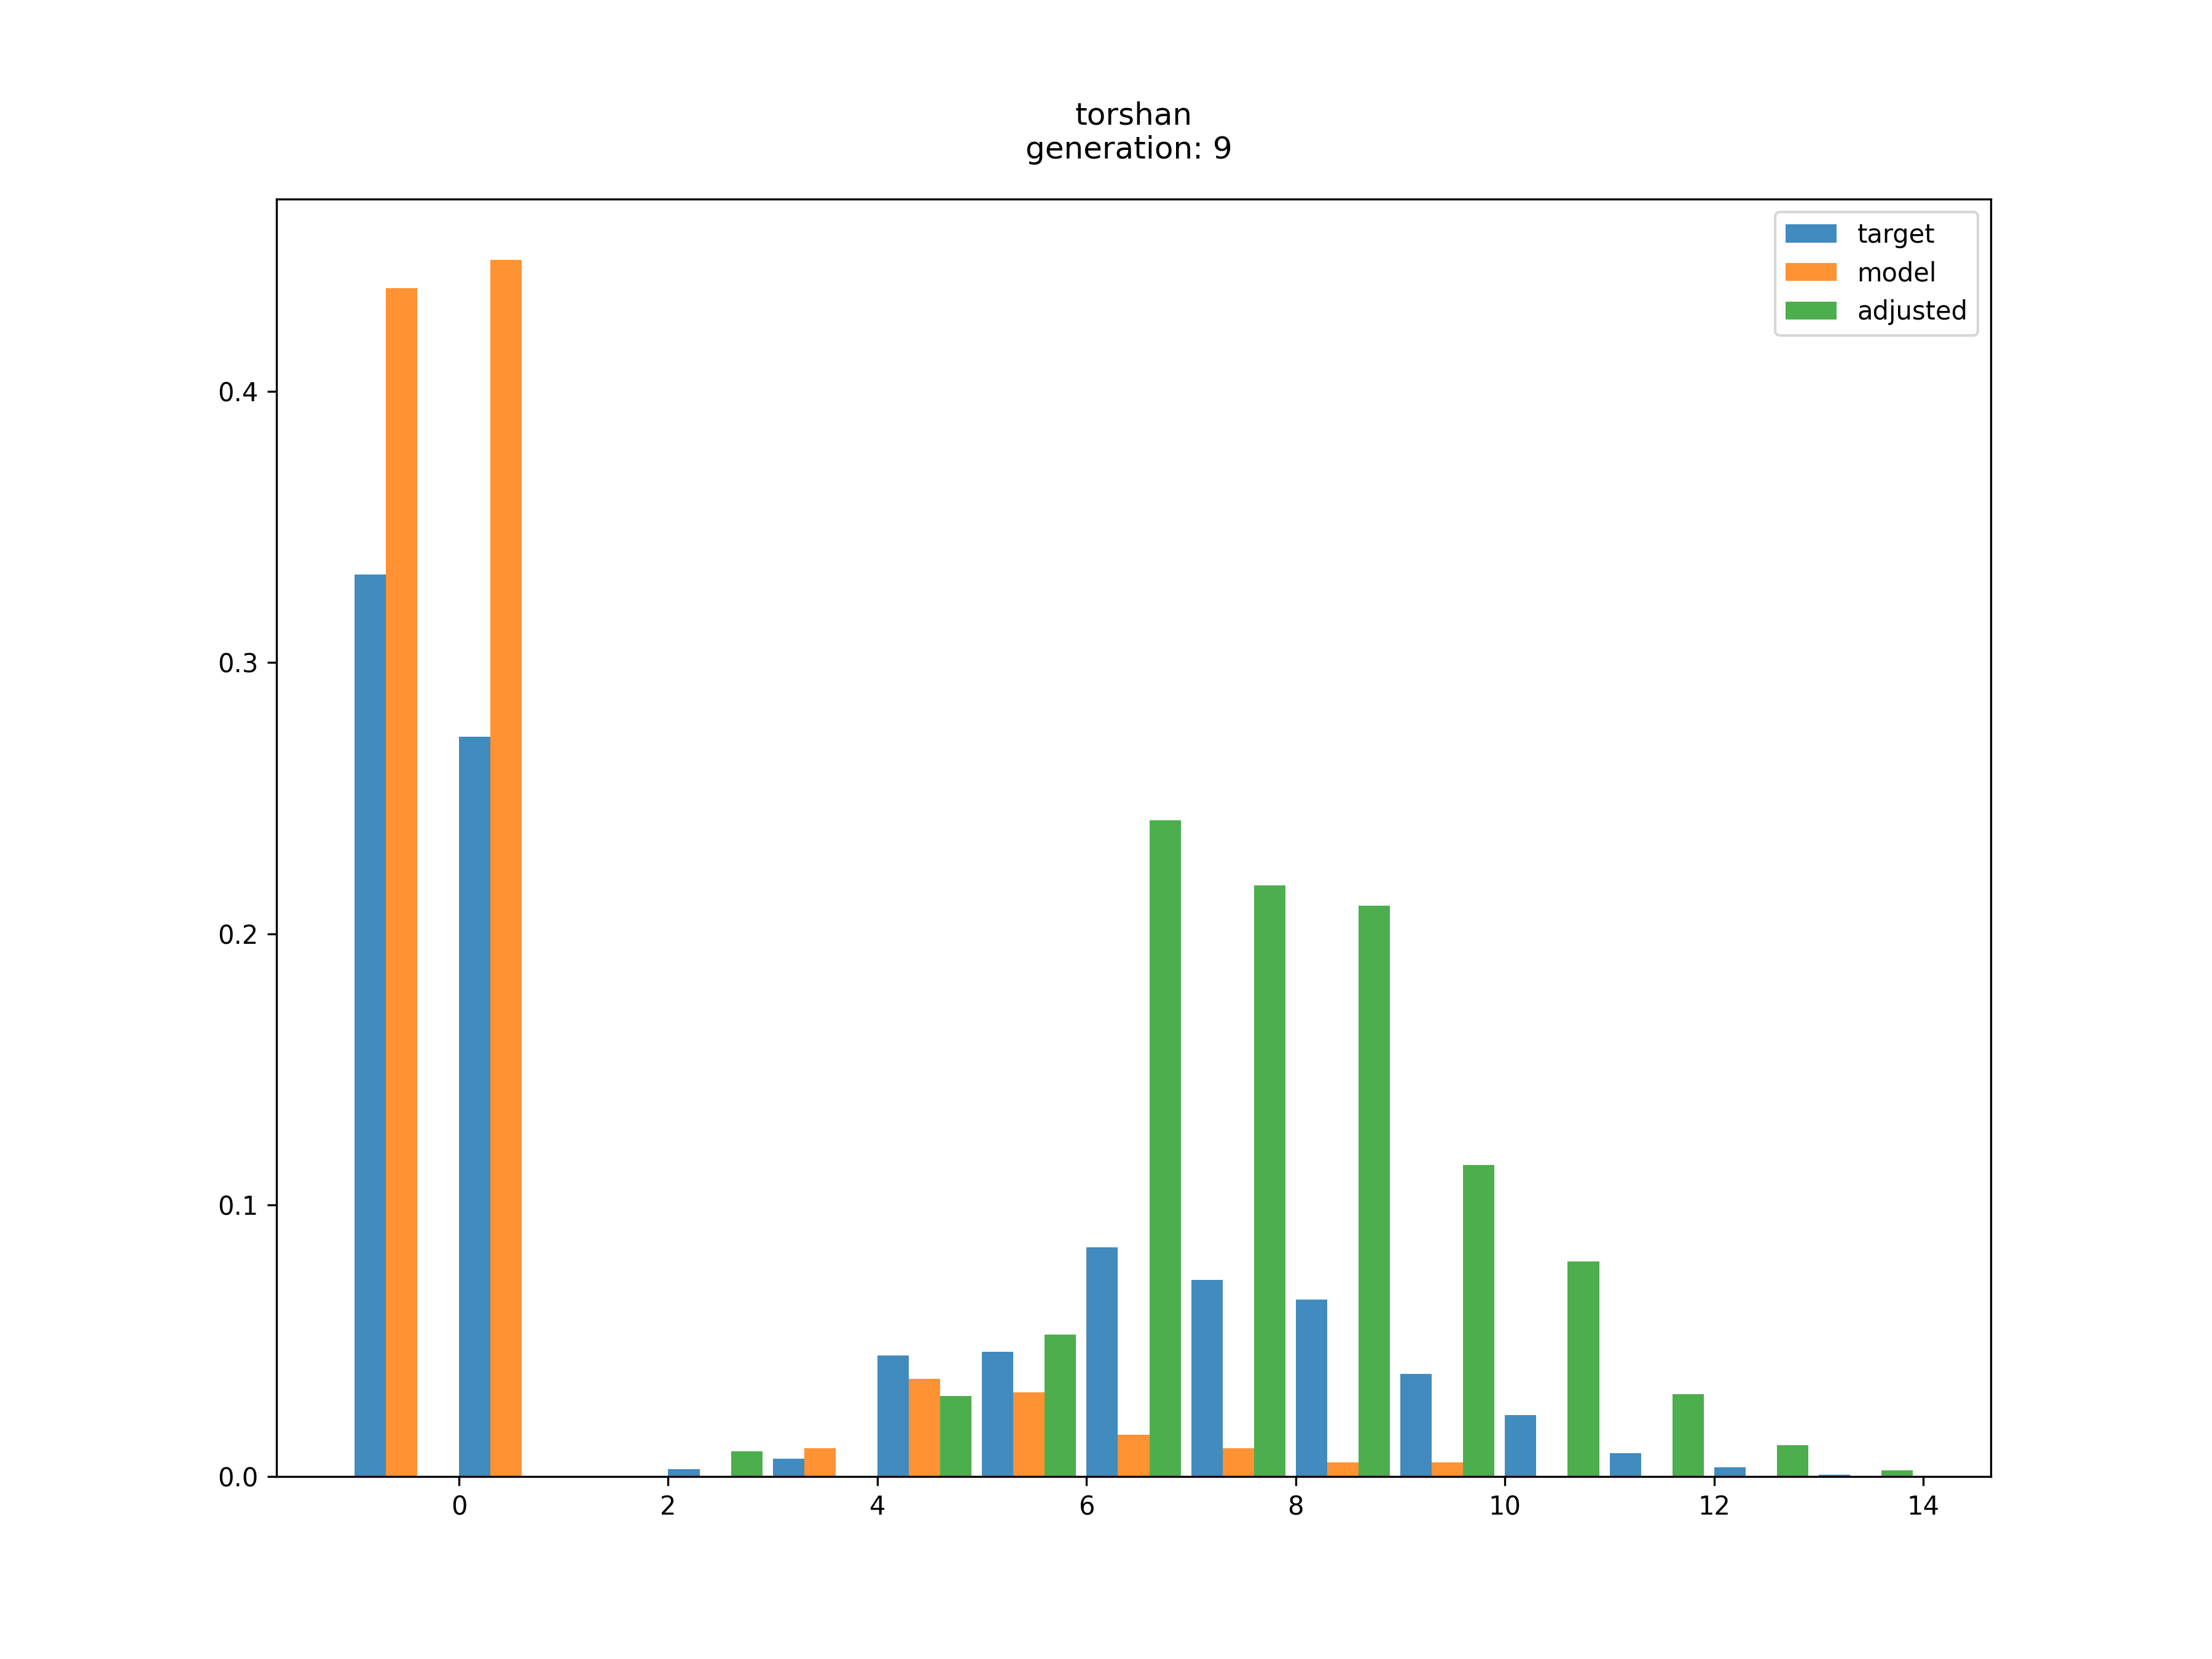 torshan
generation: 9
target
model
adjusted
0.4
0.3
0.2
0.1
0.0
0 2 4 6 8 10 12 14